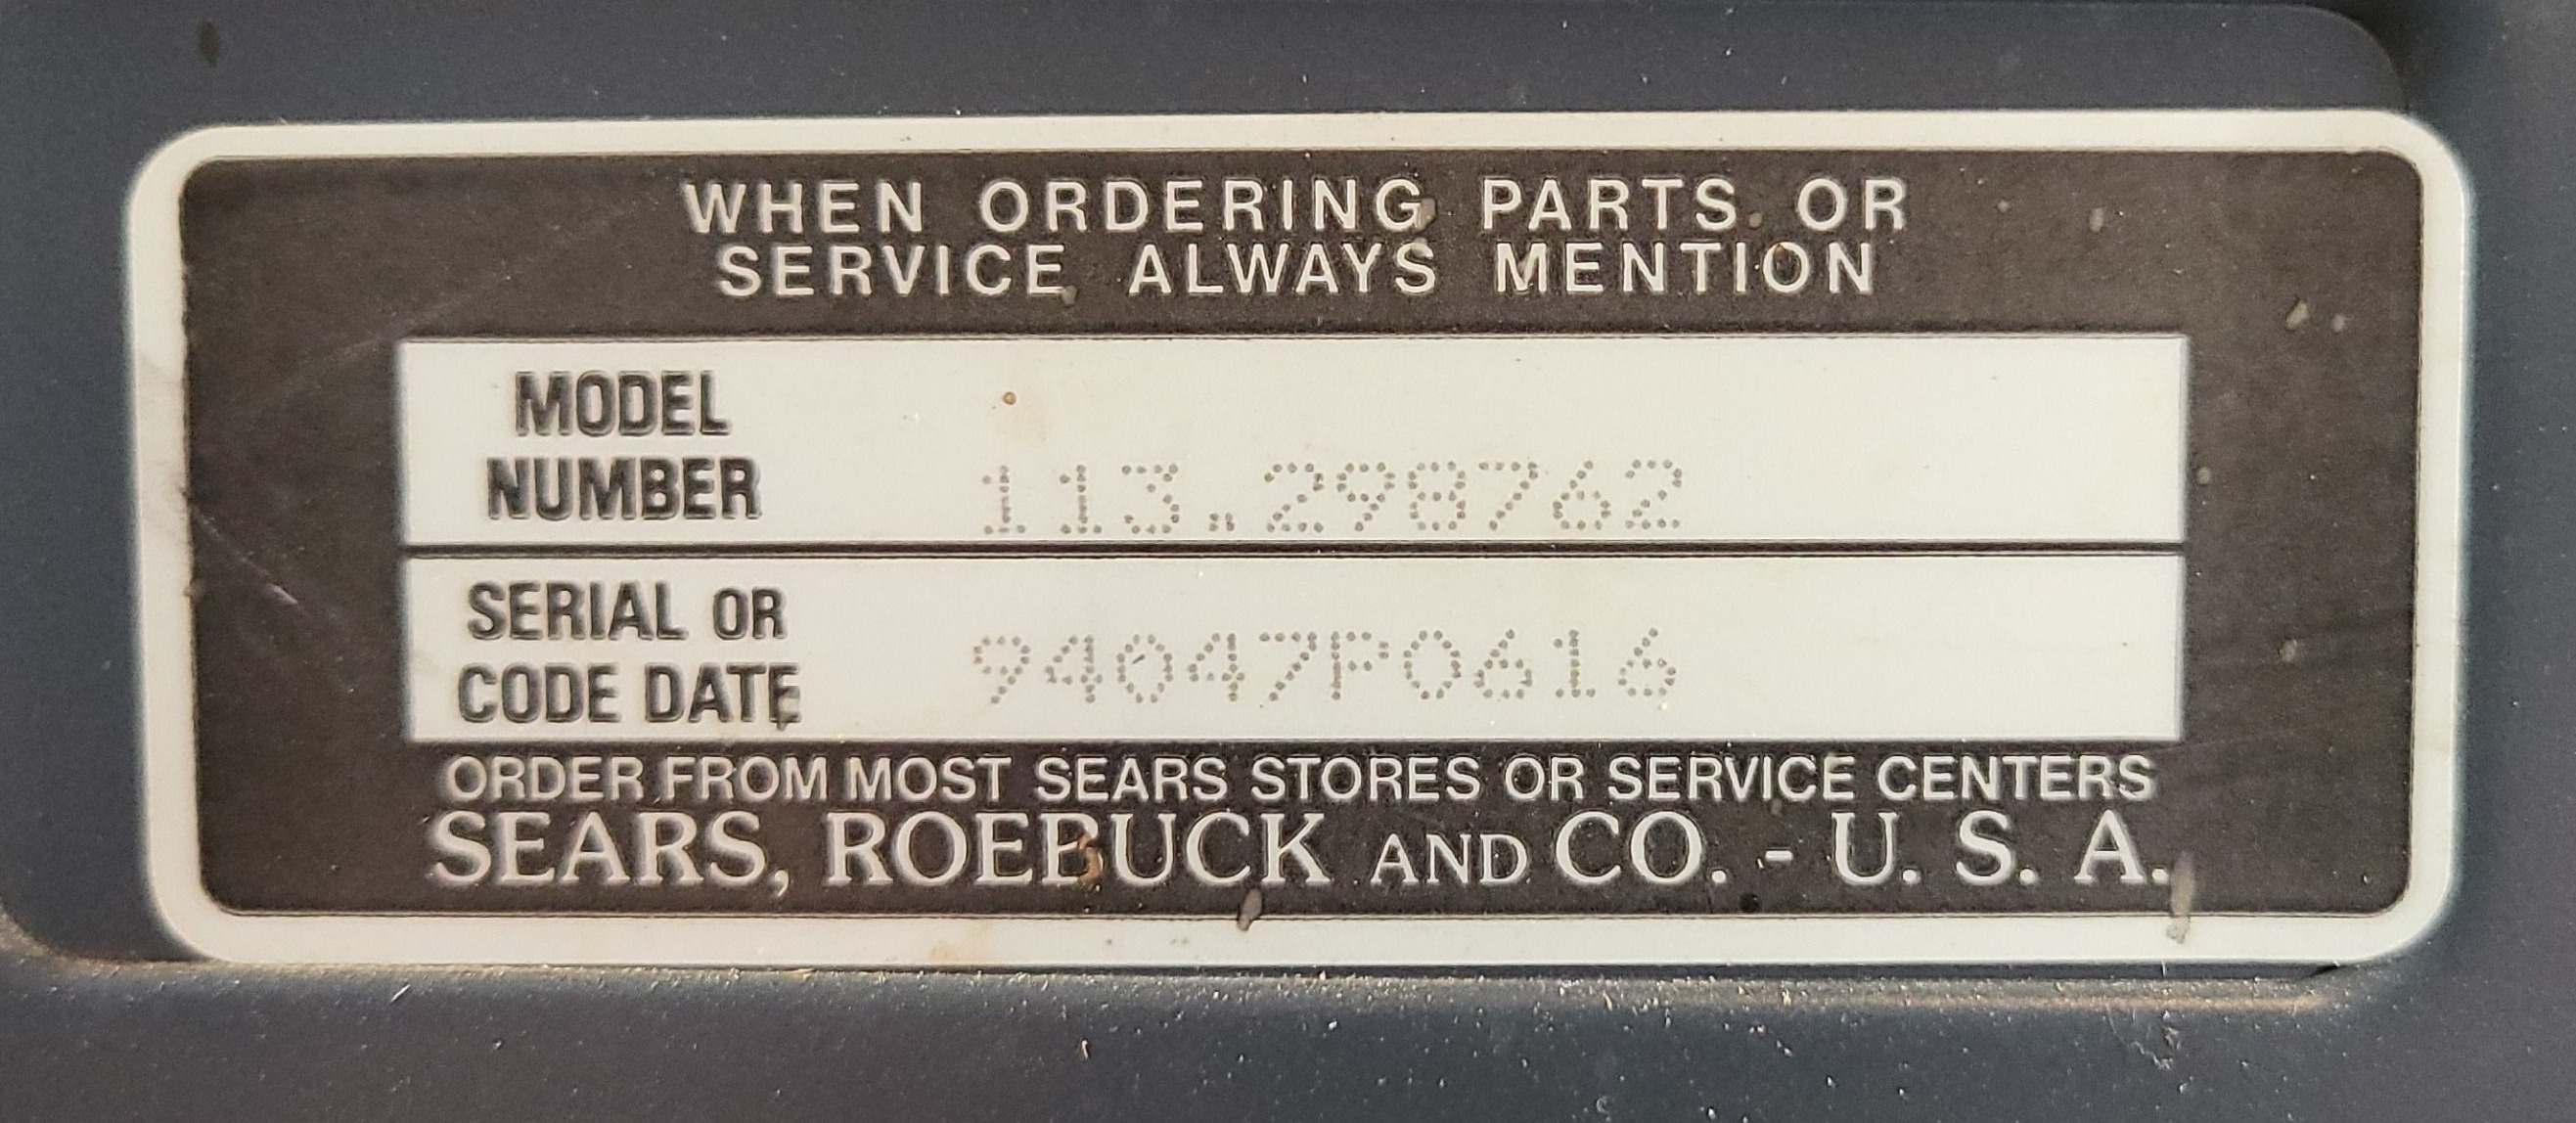 WHEN ORDERING PARTS OR
SERVICE ALWAYS MENTION
MODEL
NUMBER 113.298762
SERIAL OR
CODE DATE 94047P0616
ORDER FROM MOST SEARS STORES OR SERVICE CENTERS
SEARS, ROEBUCK AND CO. - U. S. A.